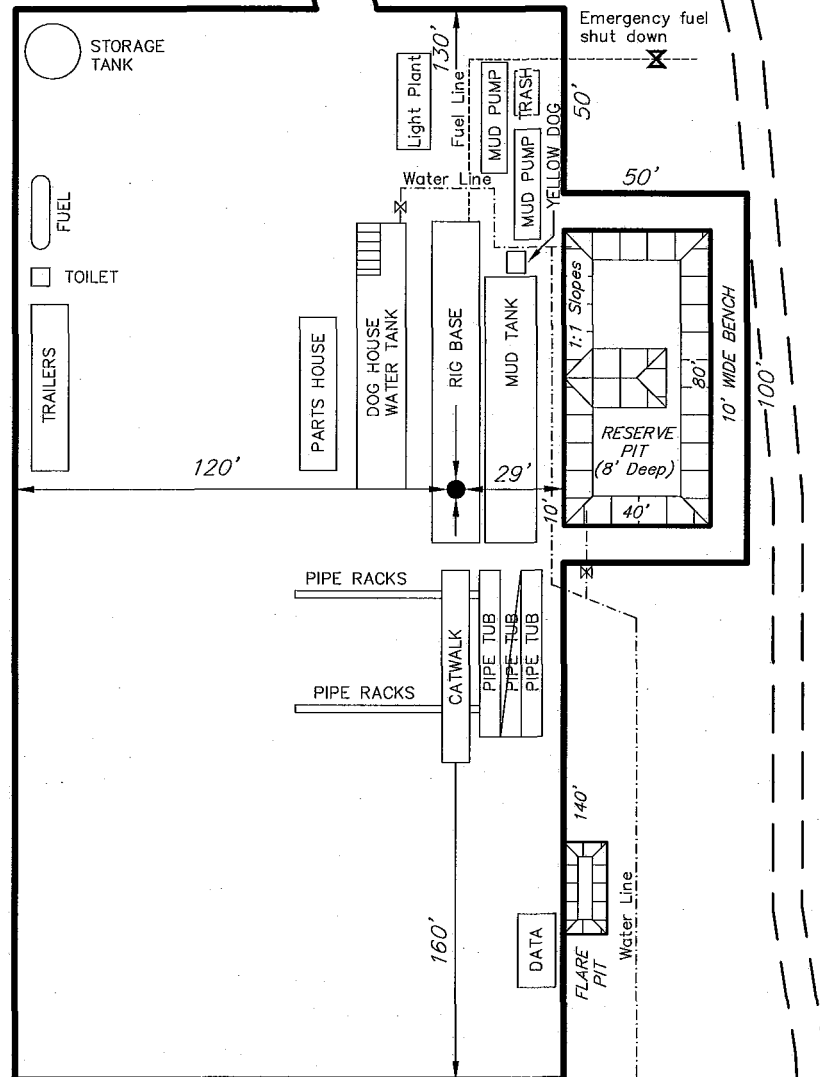 Emergency fuel
shut down
STORAGE
TANK
130'
Light Plant
Fuel Line
MUD PUMP
TRASH
MUD PUMP
YELLOW DOG
50'
50'
Water Line
FUEL
TOILET
TRAILERS
PARTS HOUSE
DOG HOUSE
WATER TANK
RIG BASE
MUD TANK
1:1 Slopes
80'
10' WIDE BENCH
100'
RESERVE
PIT
(8' Deep)
40'
10'
120'
29'
PIPE RACKS
PIPE RACKS
CATWALK
PIPE TUB
PIPE TUB
PIPE TUB
140'
160'
DATA
FLARE
PIT
Water Line